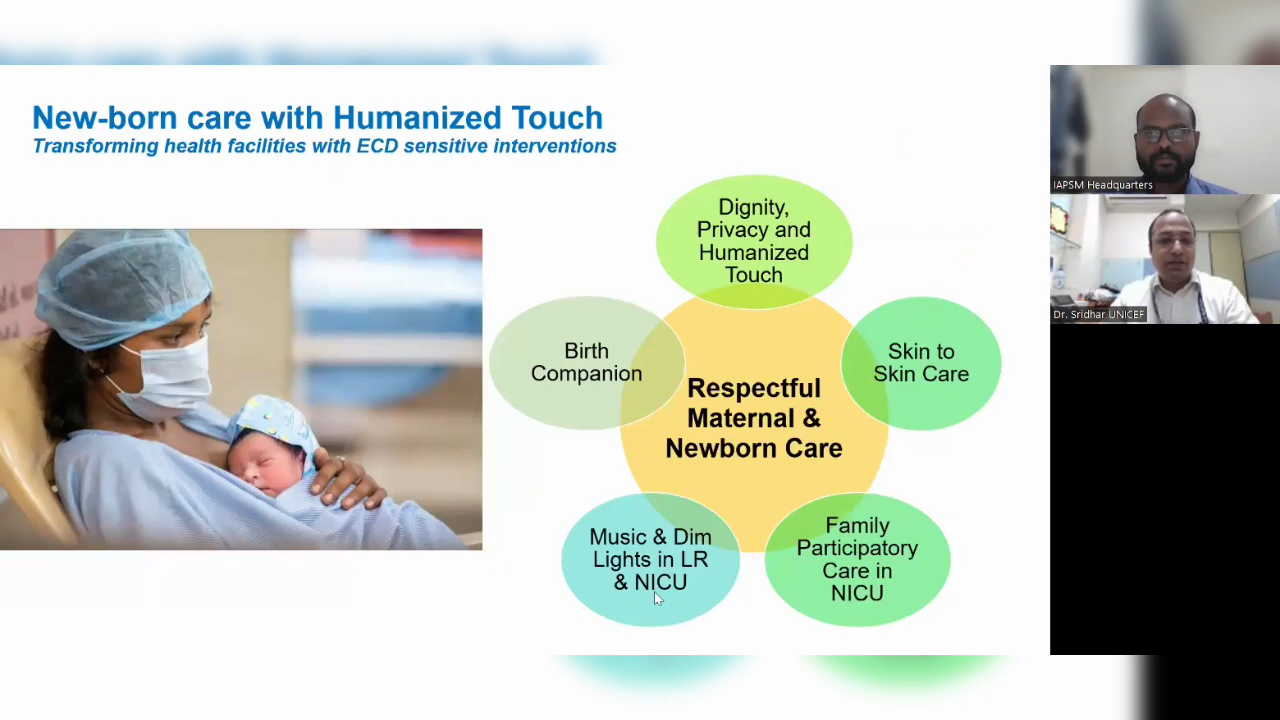 New-born care with Humanized Touch
Transforming health facilities with ECD sensitive interventions
Dignity,
Privacy and
Humanized
Touch
Birth
Companion
Skin to
Skin Care
Respectful
Maternal &
Newborn Care
Music & Dim
Lights in LR
& NICU
Family
Participatory
Care in
NICU
IAPSM Headquarters
Dr. Sridhar UNICEF